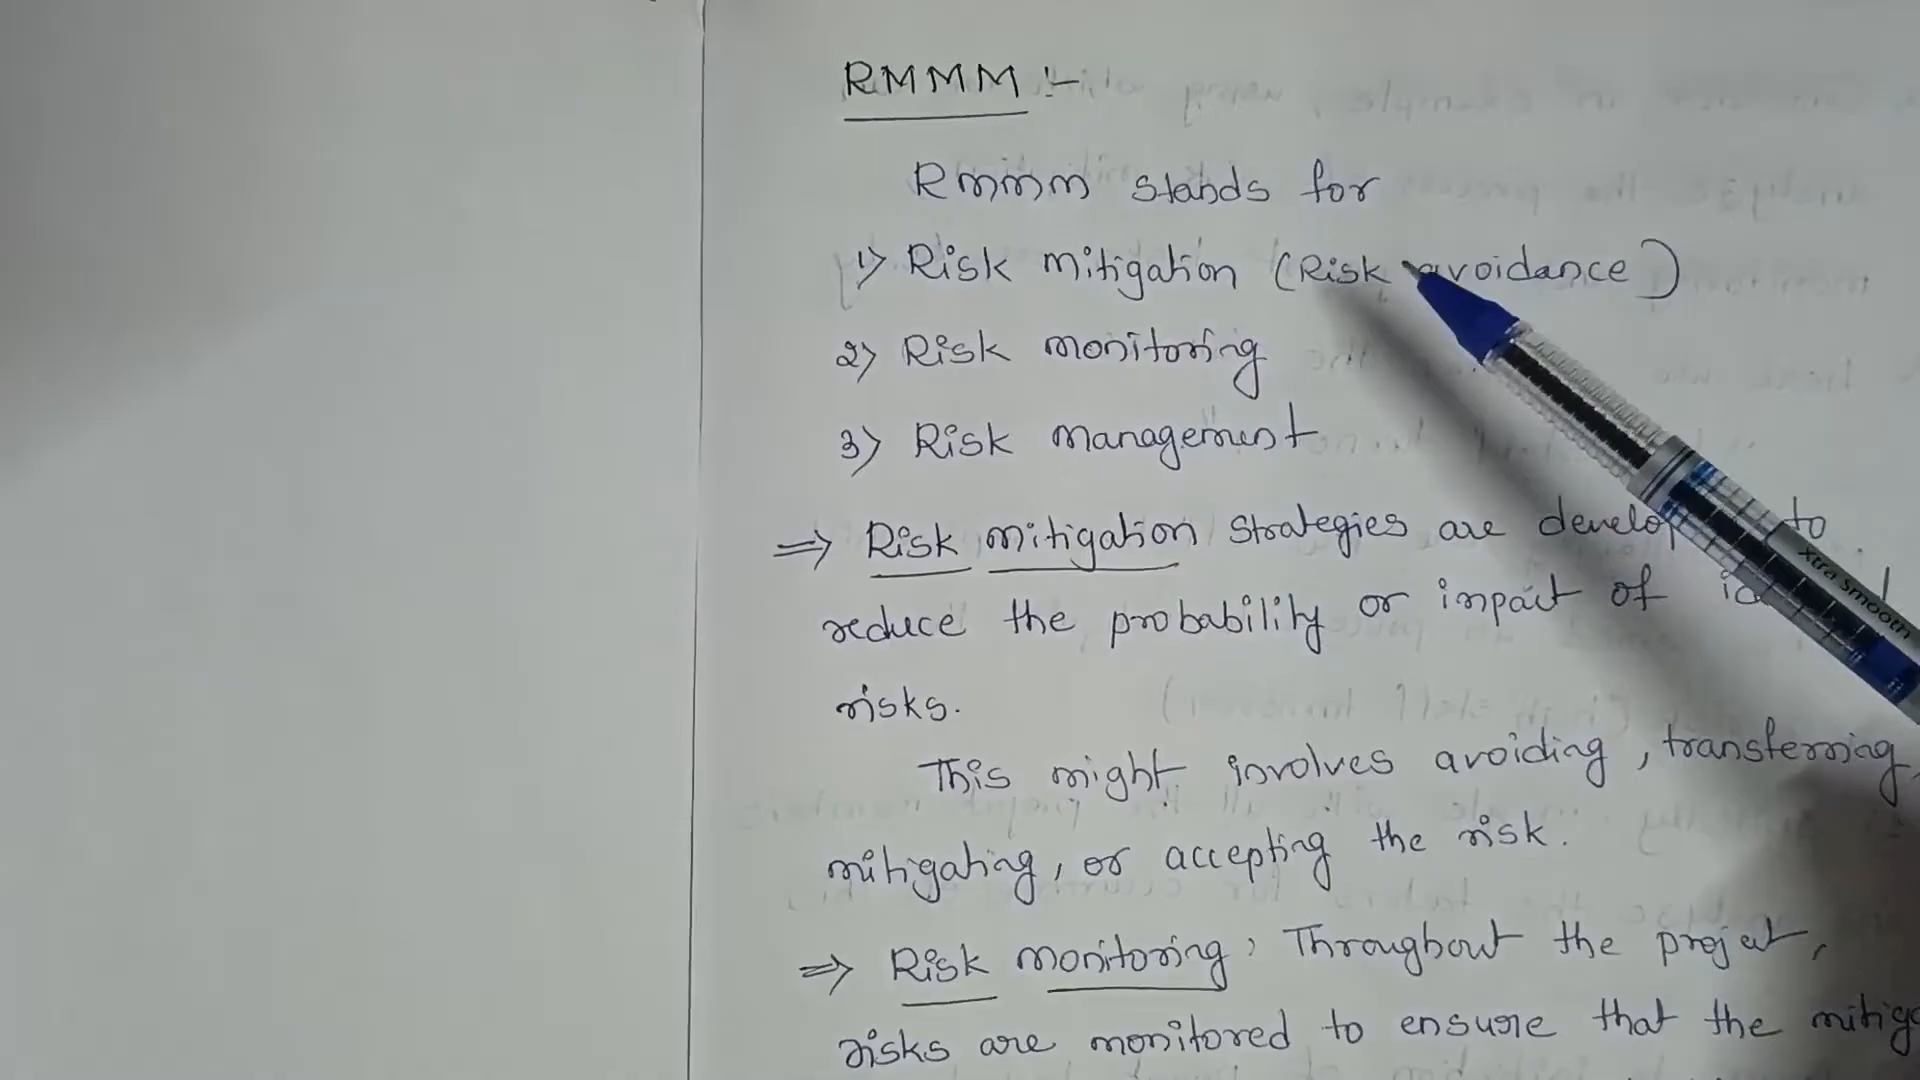 RMMM :-
RMMM stands for
1) Risk mitigation (Risk avoidance)
2) Risk monitoring
3) Risk management
=> Risk mitigation strategies are to
reduce the probability or impact of
risks.
This might involves avoiding, transferring,
mitigating, or accepting the risk.
=> Risk monitoring: Throughout the project,
risks are monitored to ensure that the
xtra smooth